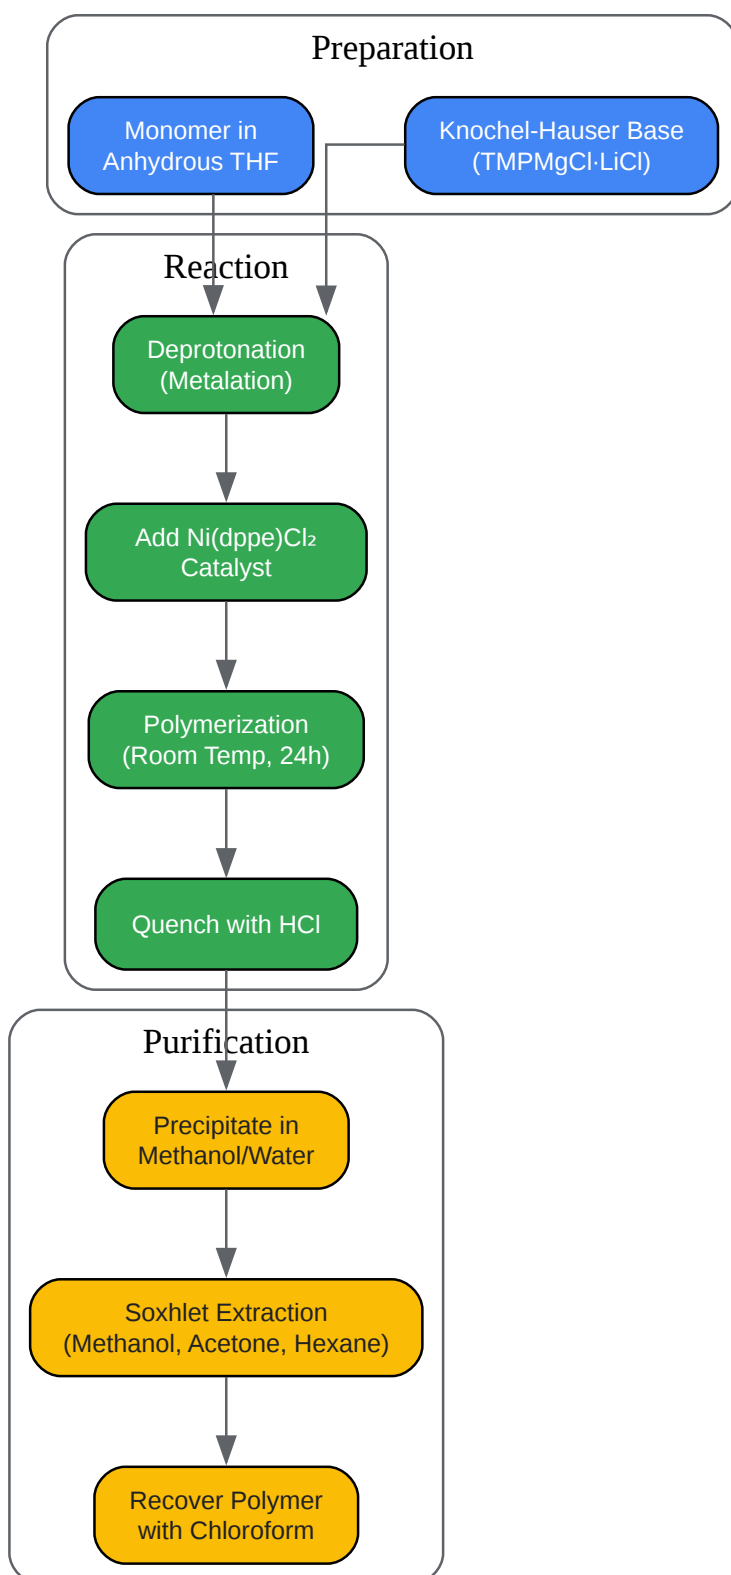 Preparation
Monomer in
Anhydrous THF
Knochel-Hauser Base
(TMPMgCl·LiCl)
Reaction
Deprotonation
(Metalation)
Add Ni(dppe)Cl₂
Catalyst
Polymerization
(Room Temp, 24h)
Quench with HCl
Purification
Precipitate in
Methanol/Water
Soxhlet Extraction
(Methanol, Acetone, Hexane)
Recover Polymer
with Chloroform